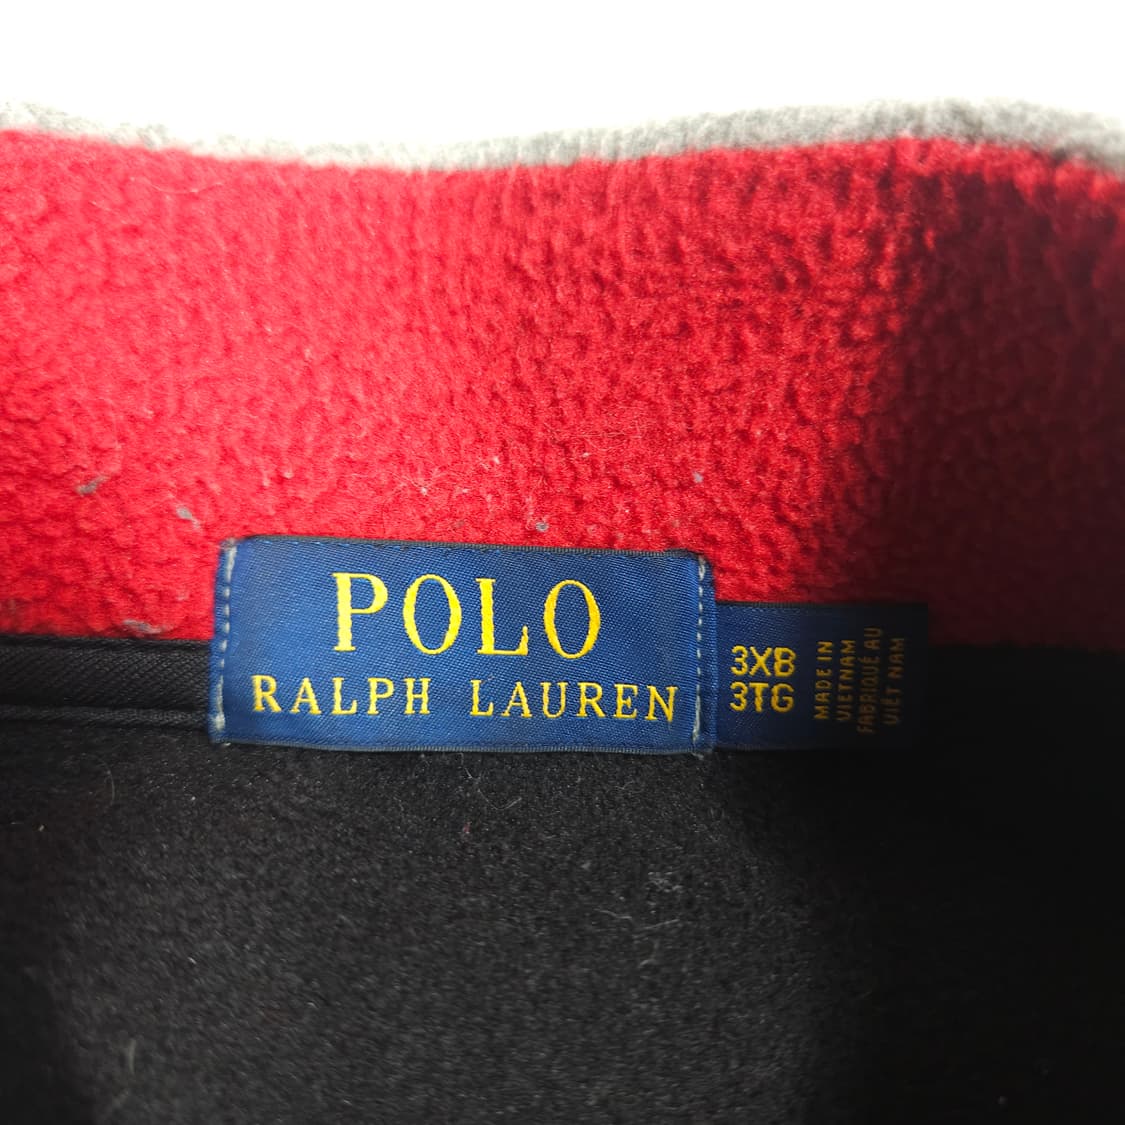 POLO
RALPH LAUREN
3XB
3TG
MADE IN
VIETNAM
FABRIQUÉ AU
VIET NAM